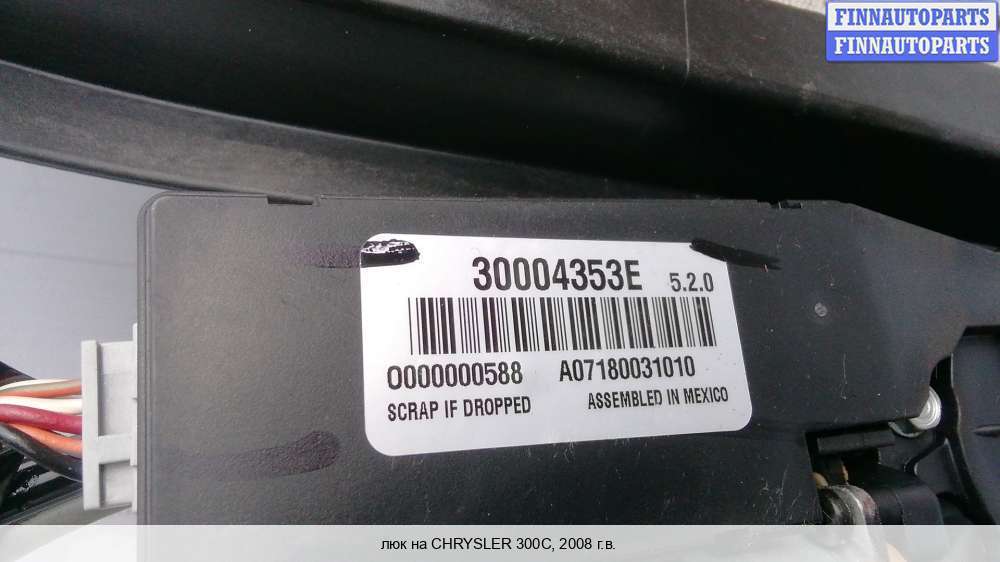 FINNAUTOPARTS
FINNAUTOPARTS
30004353E 5.2.0
O000000588 A07180031010
SCRAP IF DROPPED ASSEMBLED IN MEXICO
люк на CHRYSLER 300C, 2008 г.в.